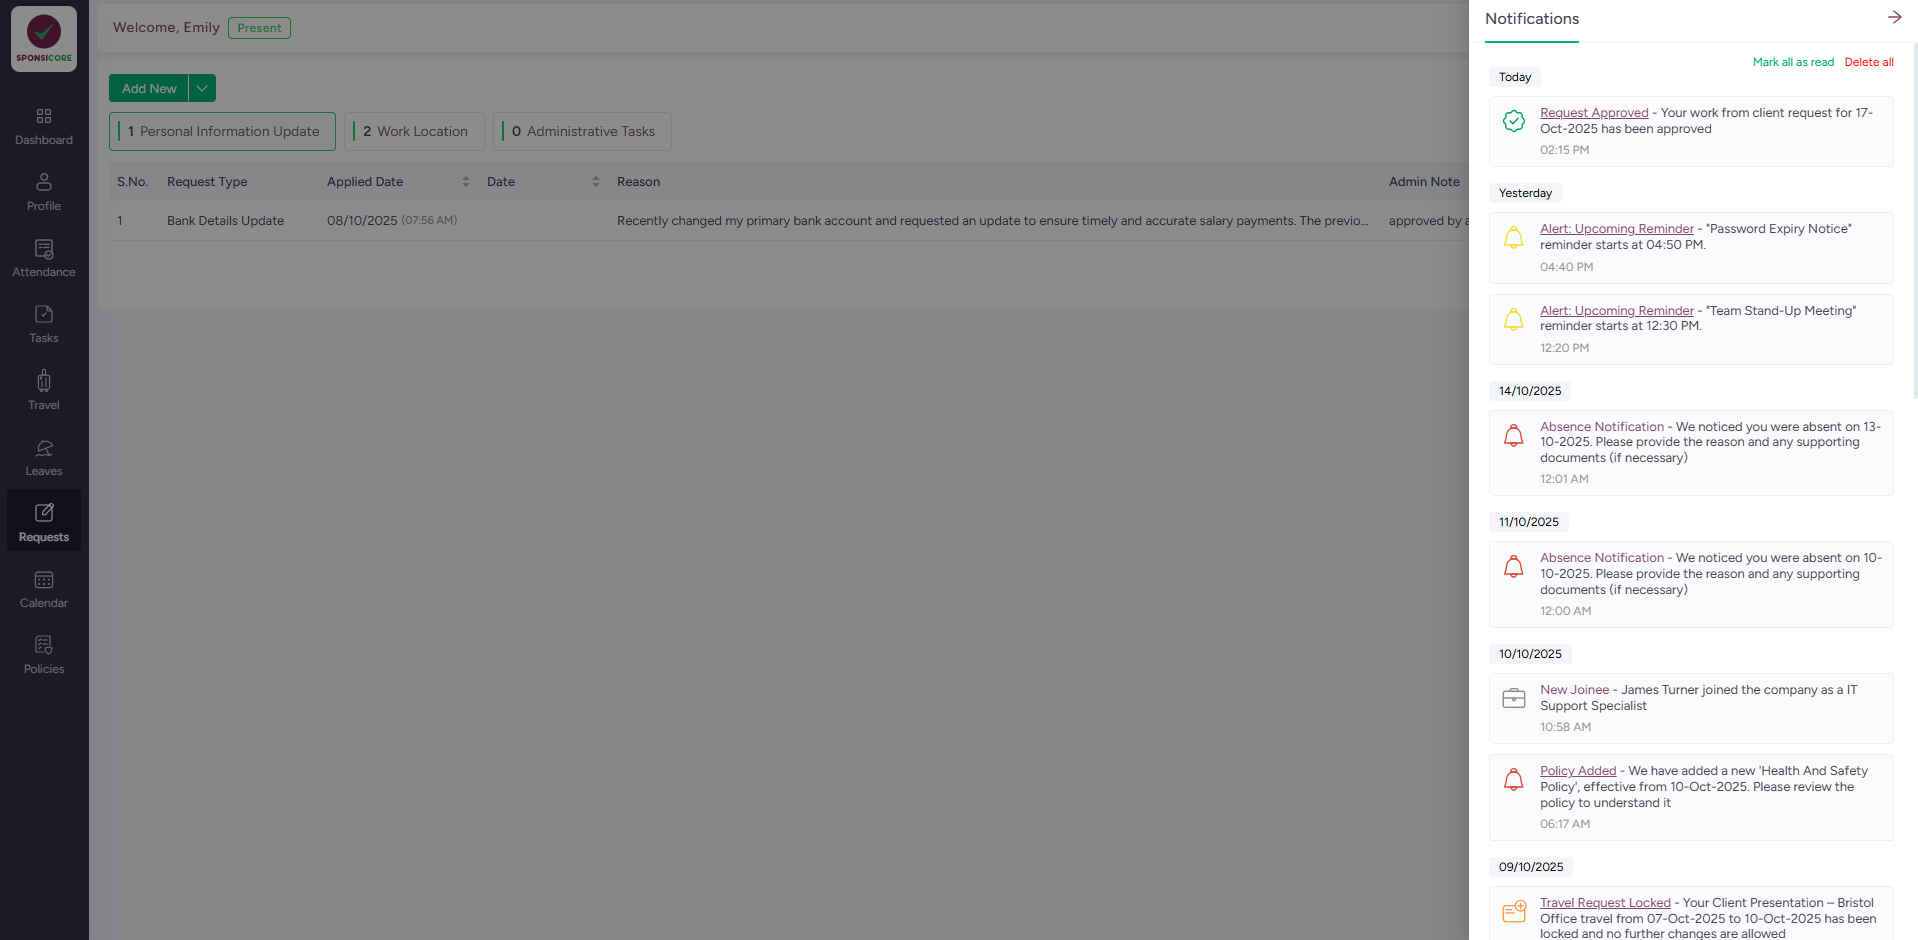 SPONSICORE
Dashboard
Profile
Attendance
Tasks
Travel
Leaves
Requests
Calendar
Policies
Welcome, Emily Present
Add New
1 Personal Information Update 2 Work Location 0 Administrative Tasks
S.No. Request Type Applied Date Date Reason Admin Note
1 Bank Details Update 08/10/2025 (07:56 AM) Recently changed my primary bank account and requested an update to ensure timely and accurate salary payments. The previo... approved by a
Notifications
Mark all as read Delete all
Today
Request Approved - Your work from client request for 17-
Oct-2025 has been approved
02:15 PM
Yesterday
Alert: Upcoming Reminder - "Password Expiry Notice"
reminder starts at 04:50 PM.
04:40 PM
Alert: Upcoming Reminder - "Team Stand-Up Meeting"
reminder starts at 12:30 PM.
12:20 PM
14/10/2025
Absence Notification - We noticed you were absent on 13-
10-2025. Please provide the reason and any supporting
documents (if necessary)
12:01 AM
11/10/2025
Absence Notification - We noticed you were absent on 10-
10-2025. Please provide the reason and any supporting
documents (if necessary)
12:00 AM
10/10/2025
New Joinee - James Turner joined the company as a IT
Support Specialist
10:58 AM
Policy Added - We have added a new 'Health And Safety
Policy', effective from 10-Oct-2025. Please review the
policy to understand it
06:17 AM
09/10/2025
Travel Request Locked - Your Client Presentation – Bristol
Office travel from 07-Oct-2025 to 10-Oct-2025 has been
locked and no further changes are allowed